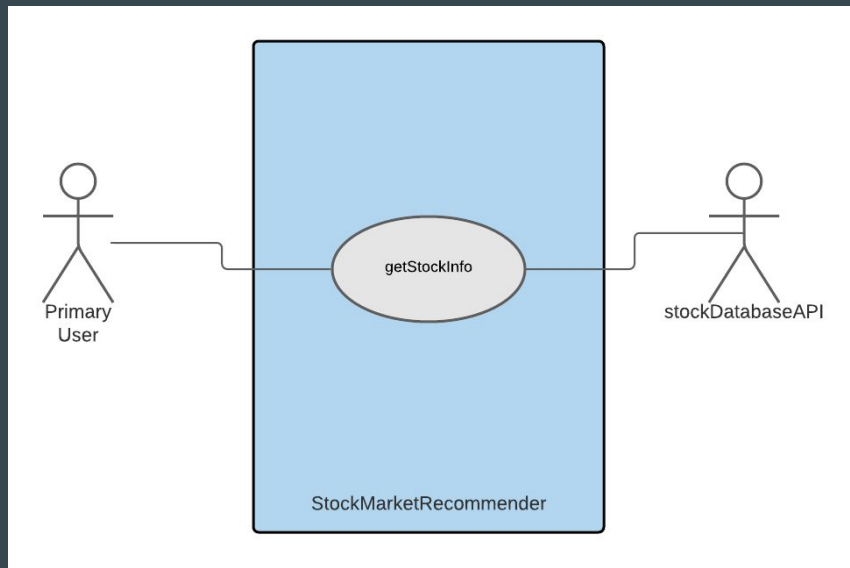 getStockInfo
Primary
User
stockDatabaseAPI
StockMarketRecommender